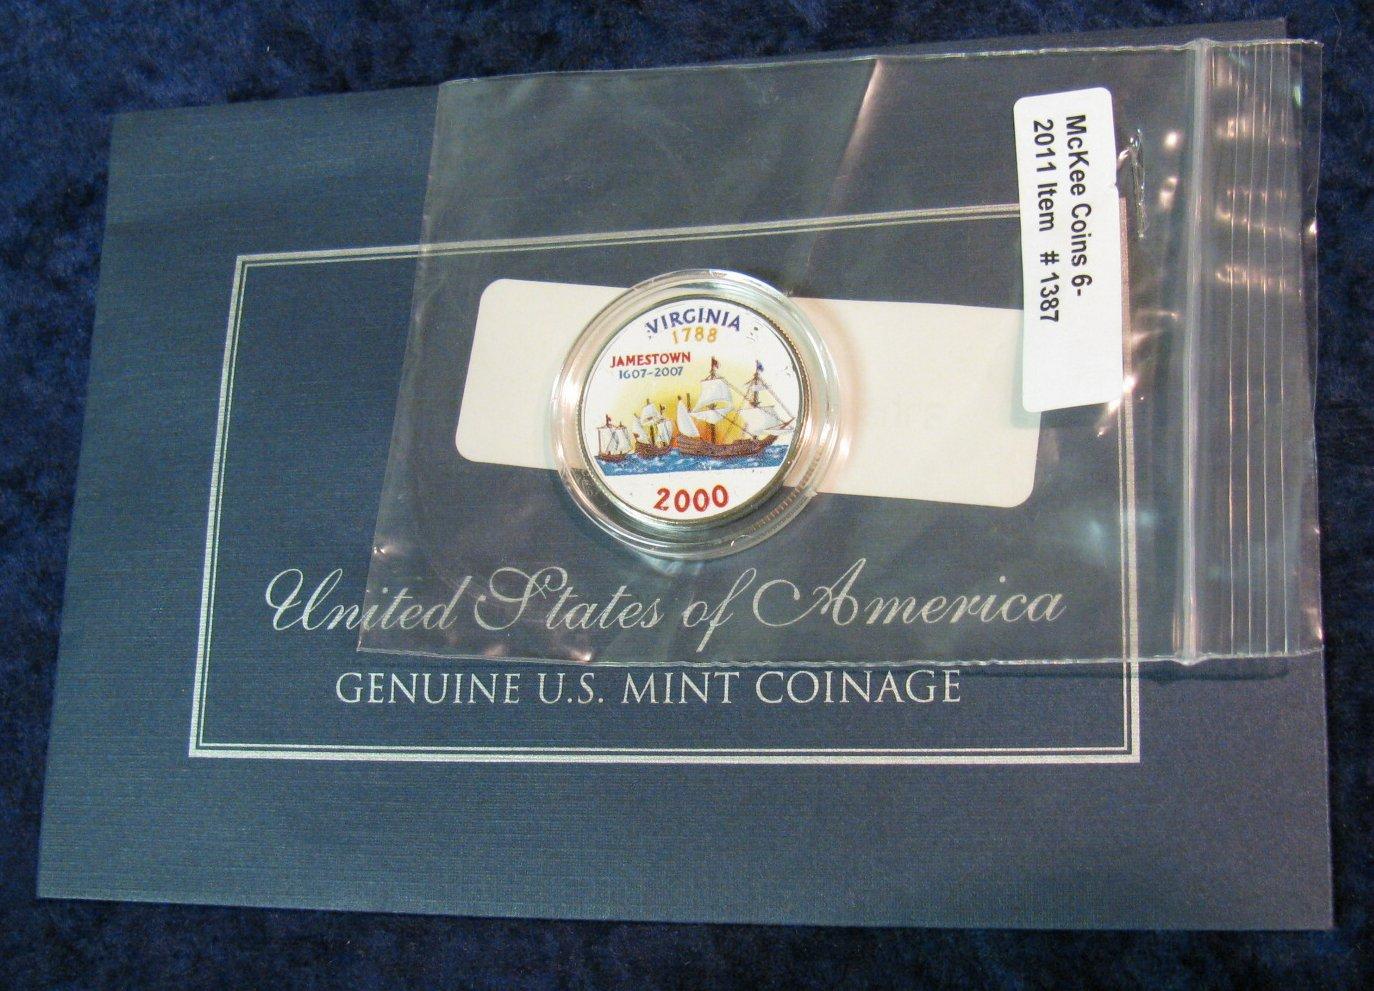 McKee Coins 6-
2011 Item # 1387
VIRGINIA
1788
JAMESTOWN
1607-2007
2000
United States of America
GENUINE U.S. MINT COINAGE